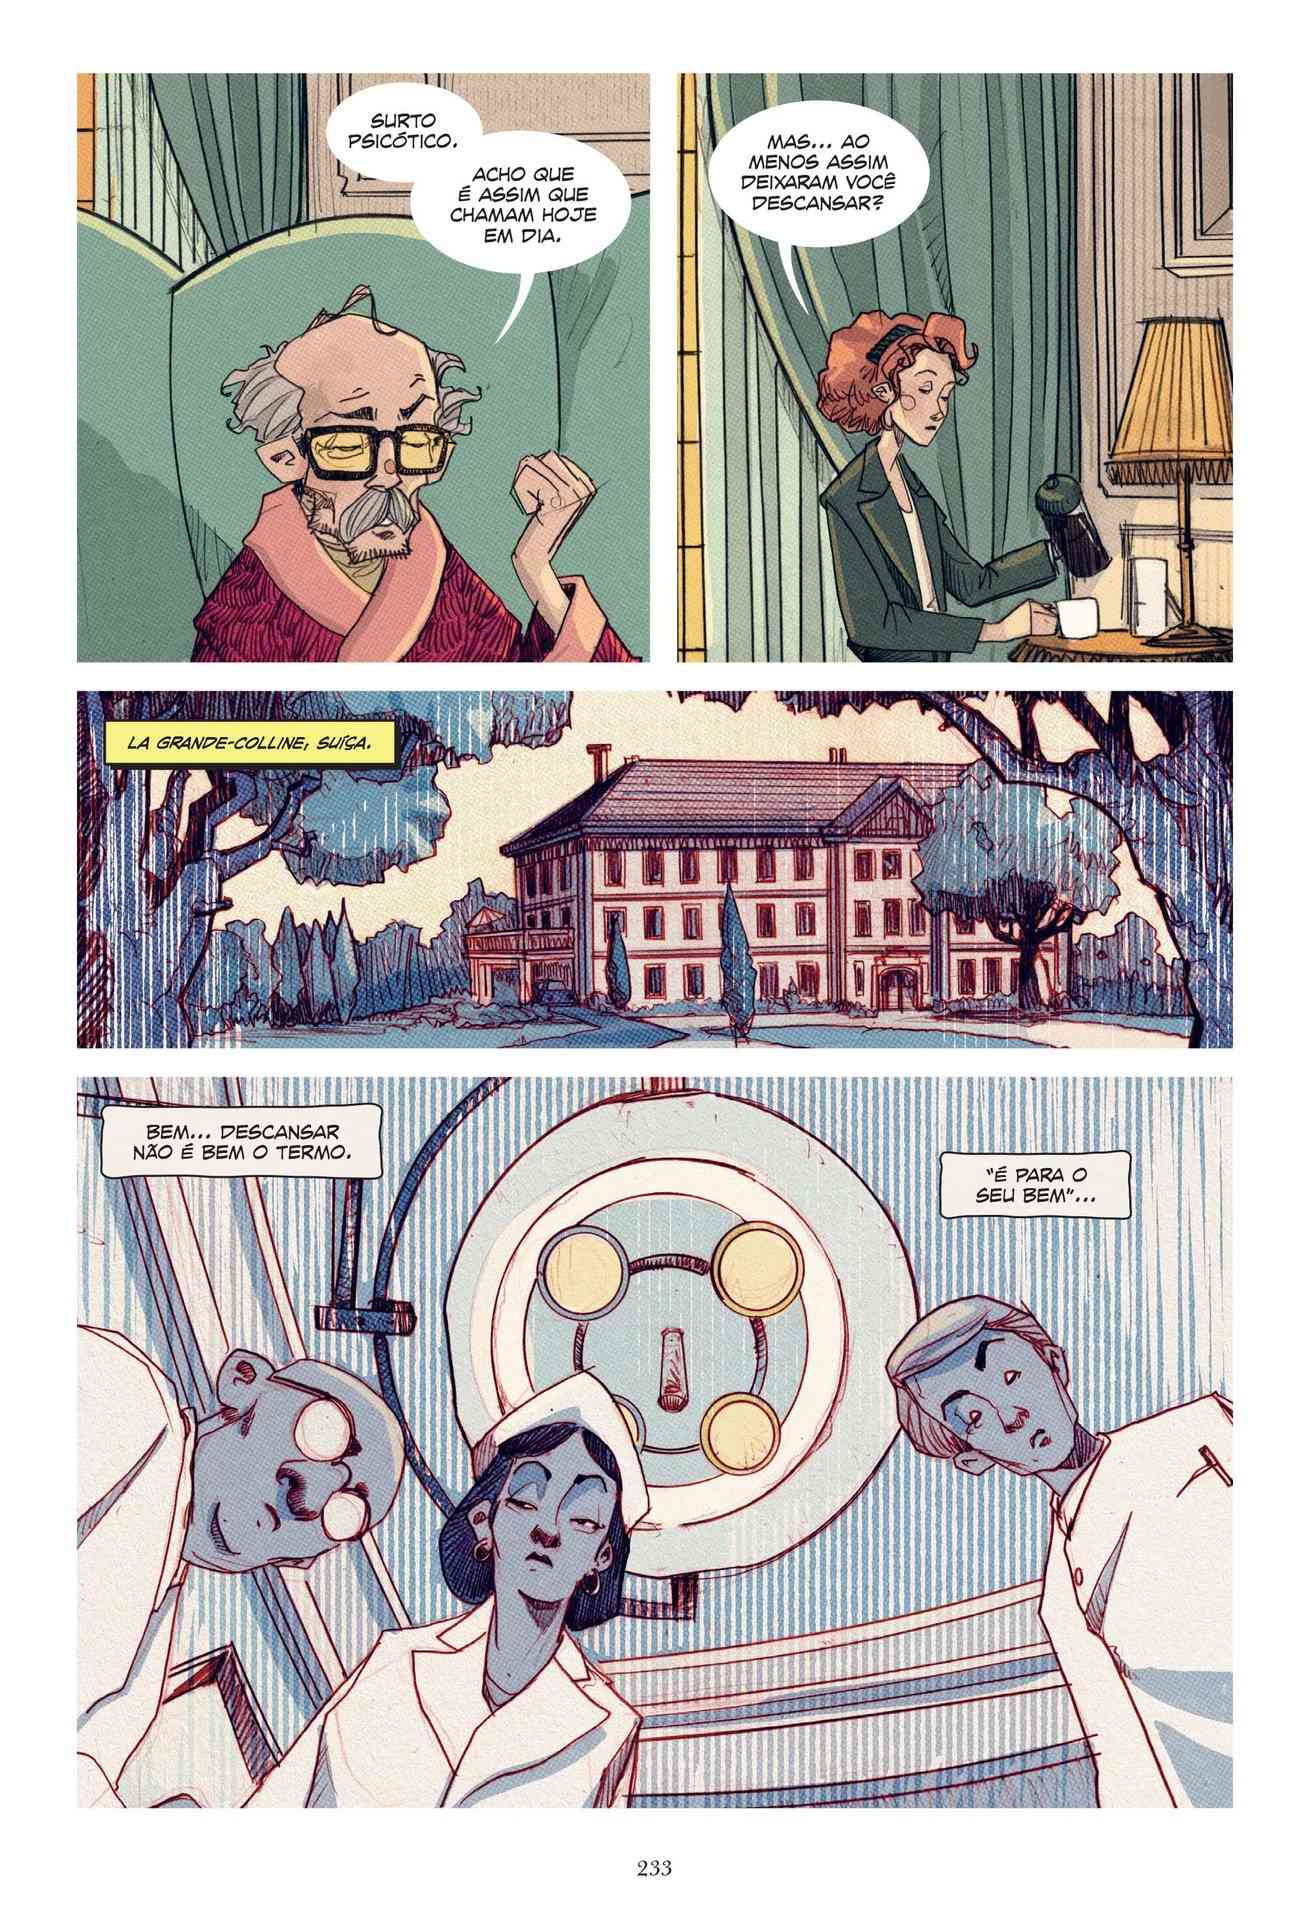 SURTO
PSICÓTICO.
ACHO QUE
É ASSIM QUE
CHAMAM HOJE
EM DIA.
MAS... AO
MENOS ASSIM
DEIXARAM VOCÊ
DESCANSAR?
LA GRANDE-COLLINE, SUÍÇA.
BEM... DESCANSAR
NÃO É BEM O TERMO.
"É PARA O
SEU BEM"...
233